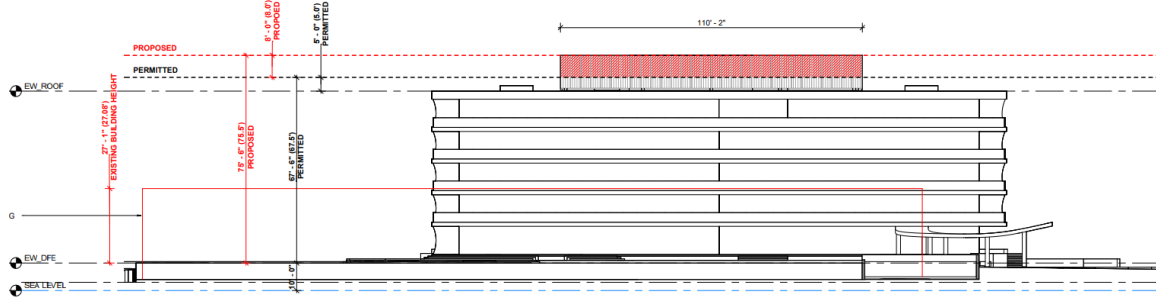 110' - 2"
8' - 0" (8.0')
PROPOED
5' - 0" (5.0')
PERMITTED
PROPOSED
PERMITTED
EW_ROOF
27' - 1" (27.08')
EXISTING BUILDING HEIGHT
75' - 6" (75.5')
PROPOSED
67' - 6" (67.5')
PERMITTED
G
EW_DFE
10' - 0"
SEA LEVEL